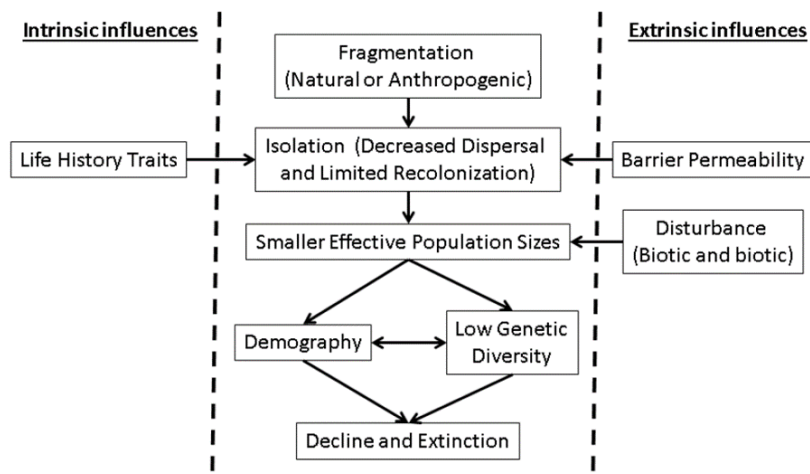 Intrinsic influences
Extrinsic influences
Fragmentation
(Natural or Anthropogenic)
Life History Traits
Isolation (Decreased Dispersal
and Limited Recolonization)
Barrier Permeability
Smaller Effective Population Sizes
Disturbance
(Biotic and biotic)
Demography
Low Genetic
Diversity
Decline and Extinction